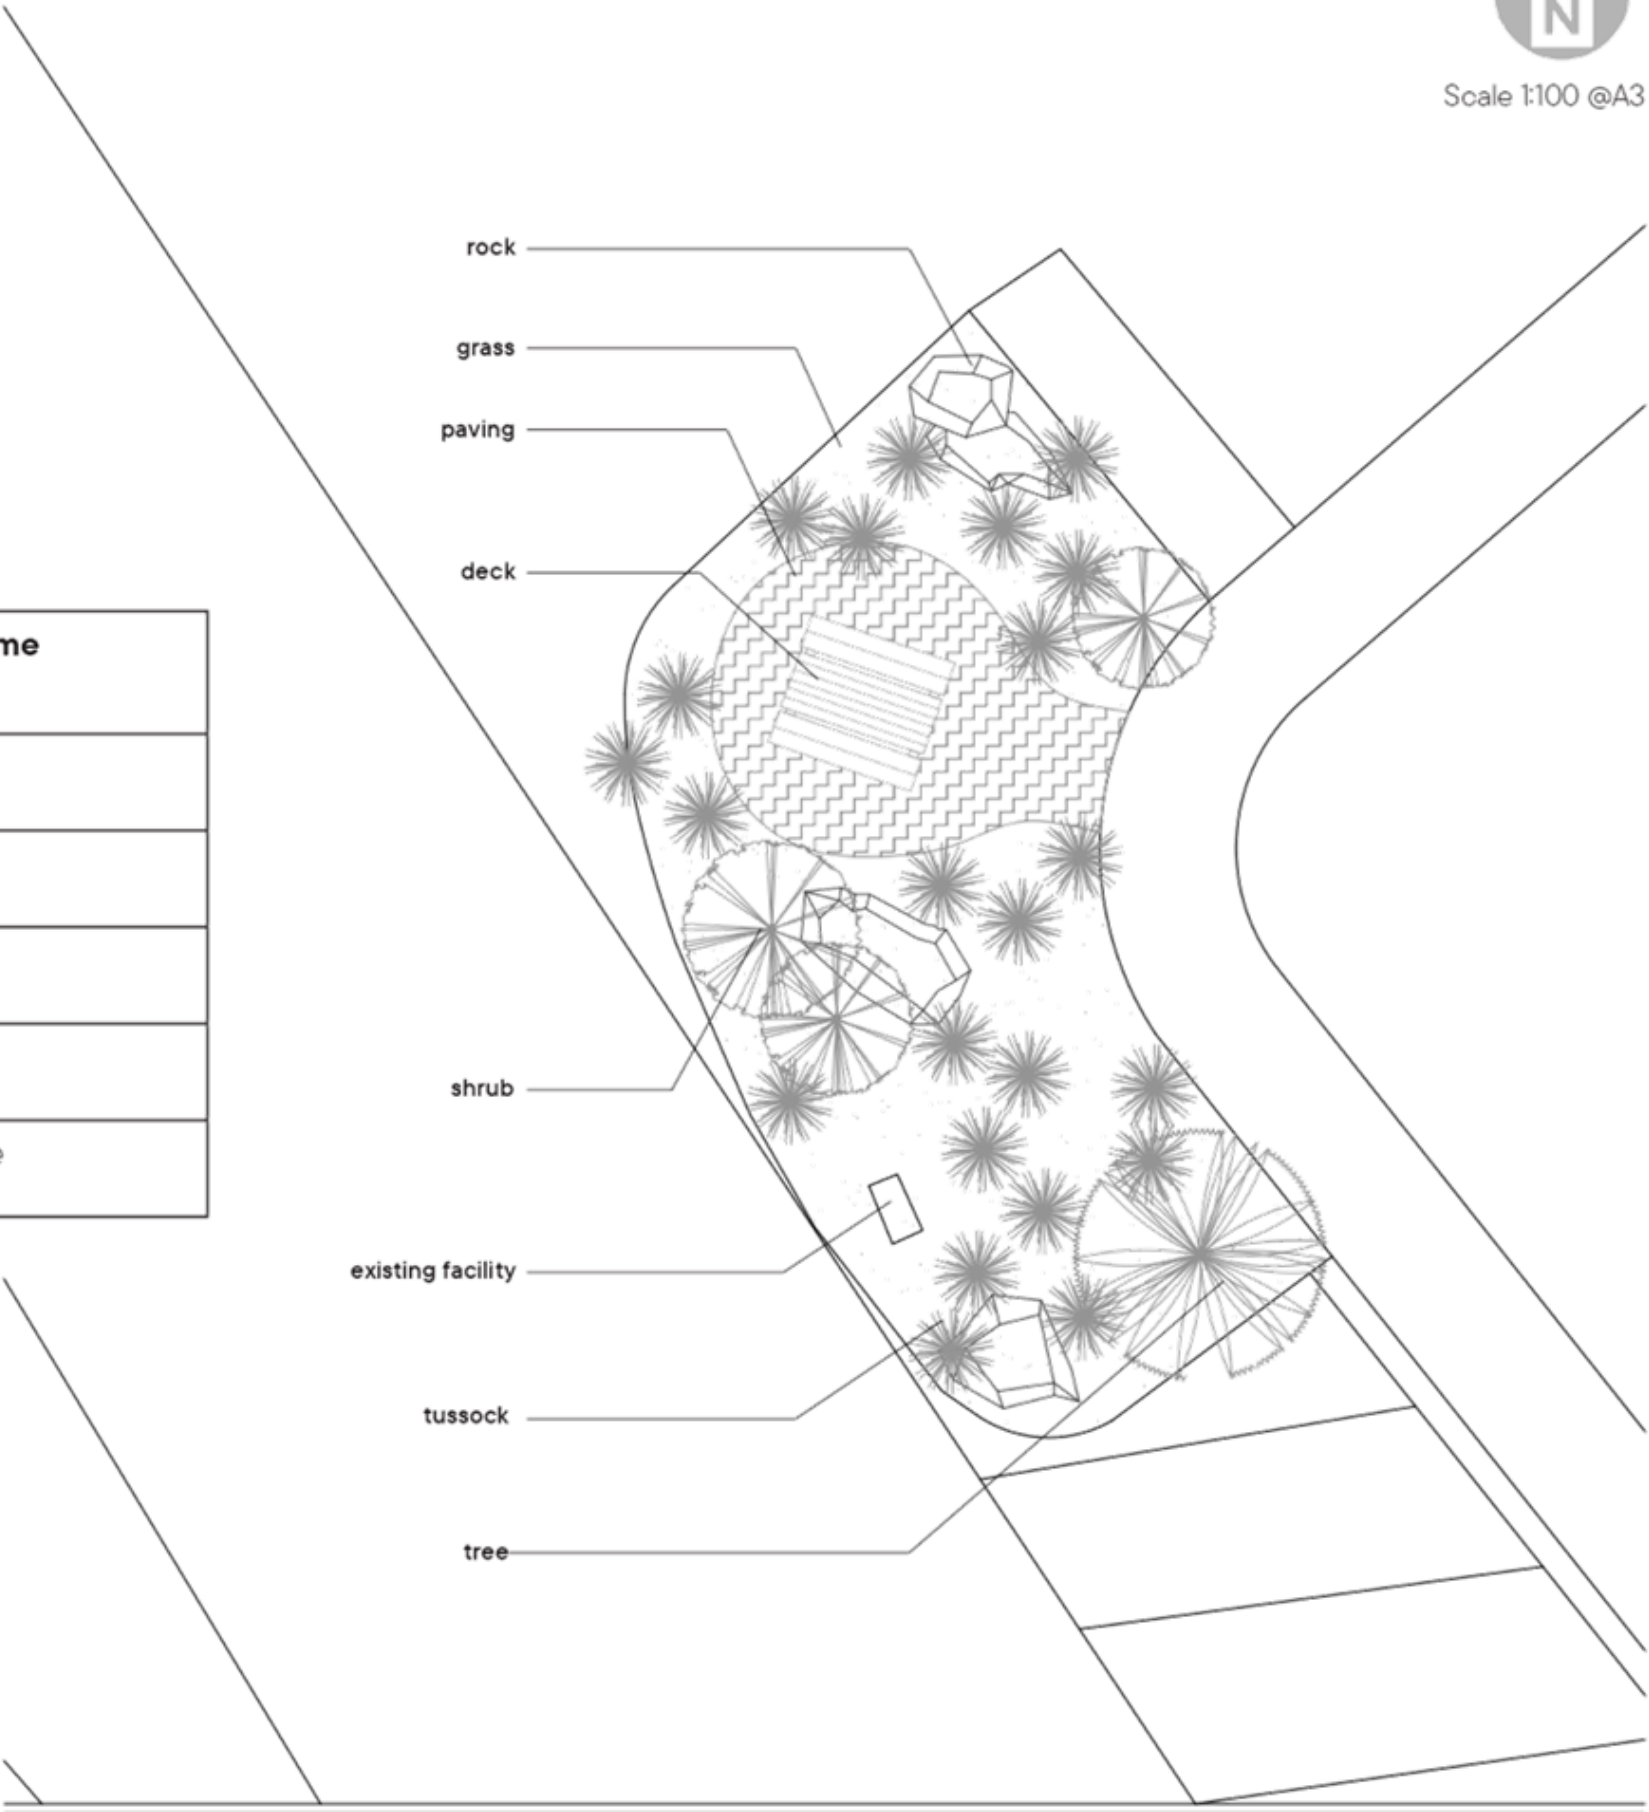 N
Scale 1:100 @A3
rock
grass
paving
deck
me
shrub
e
existing facility
tussock
tree